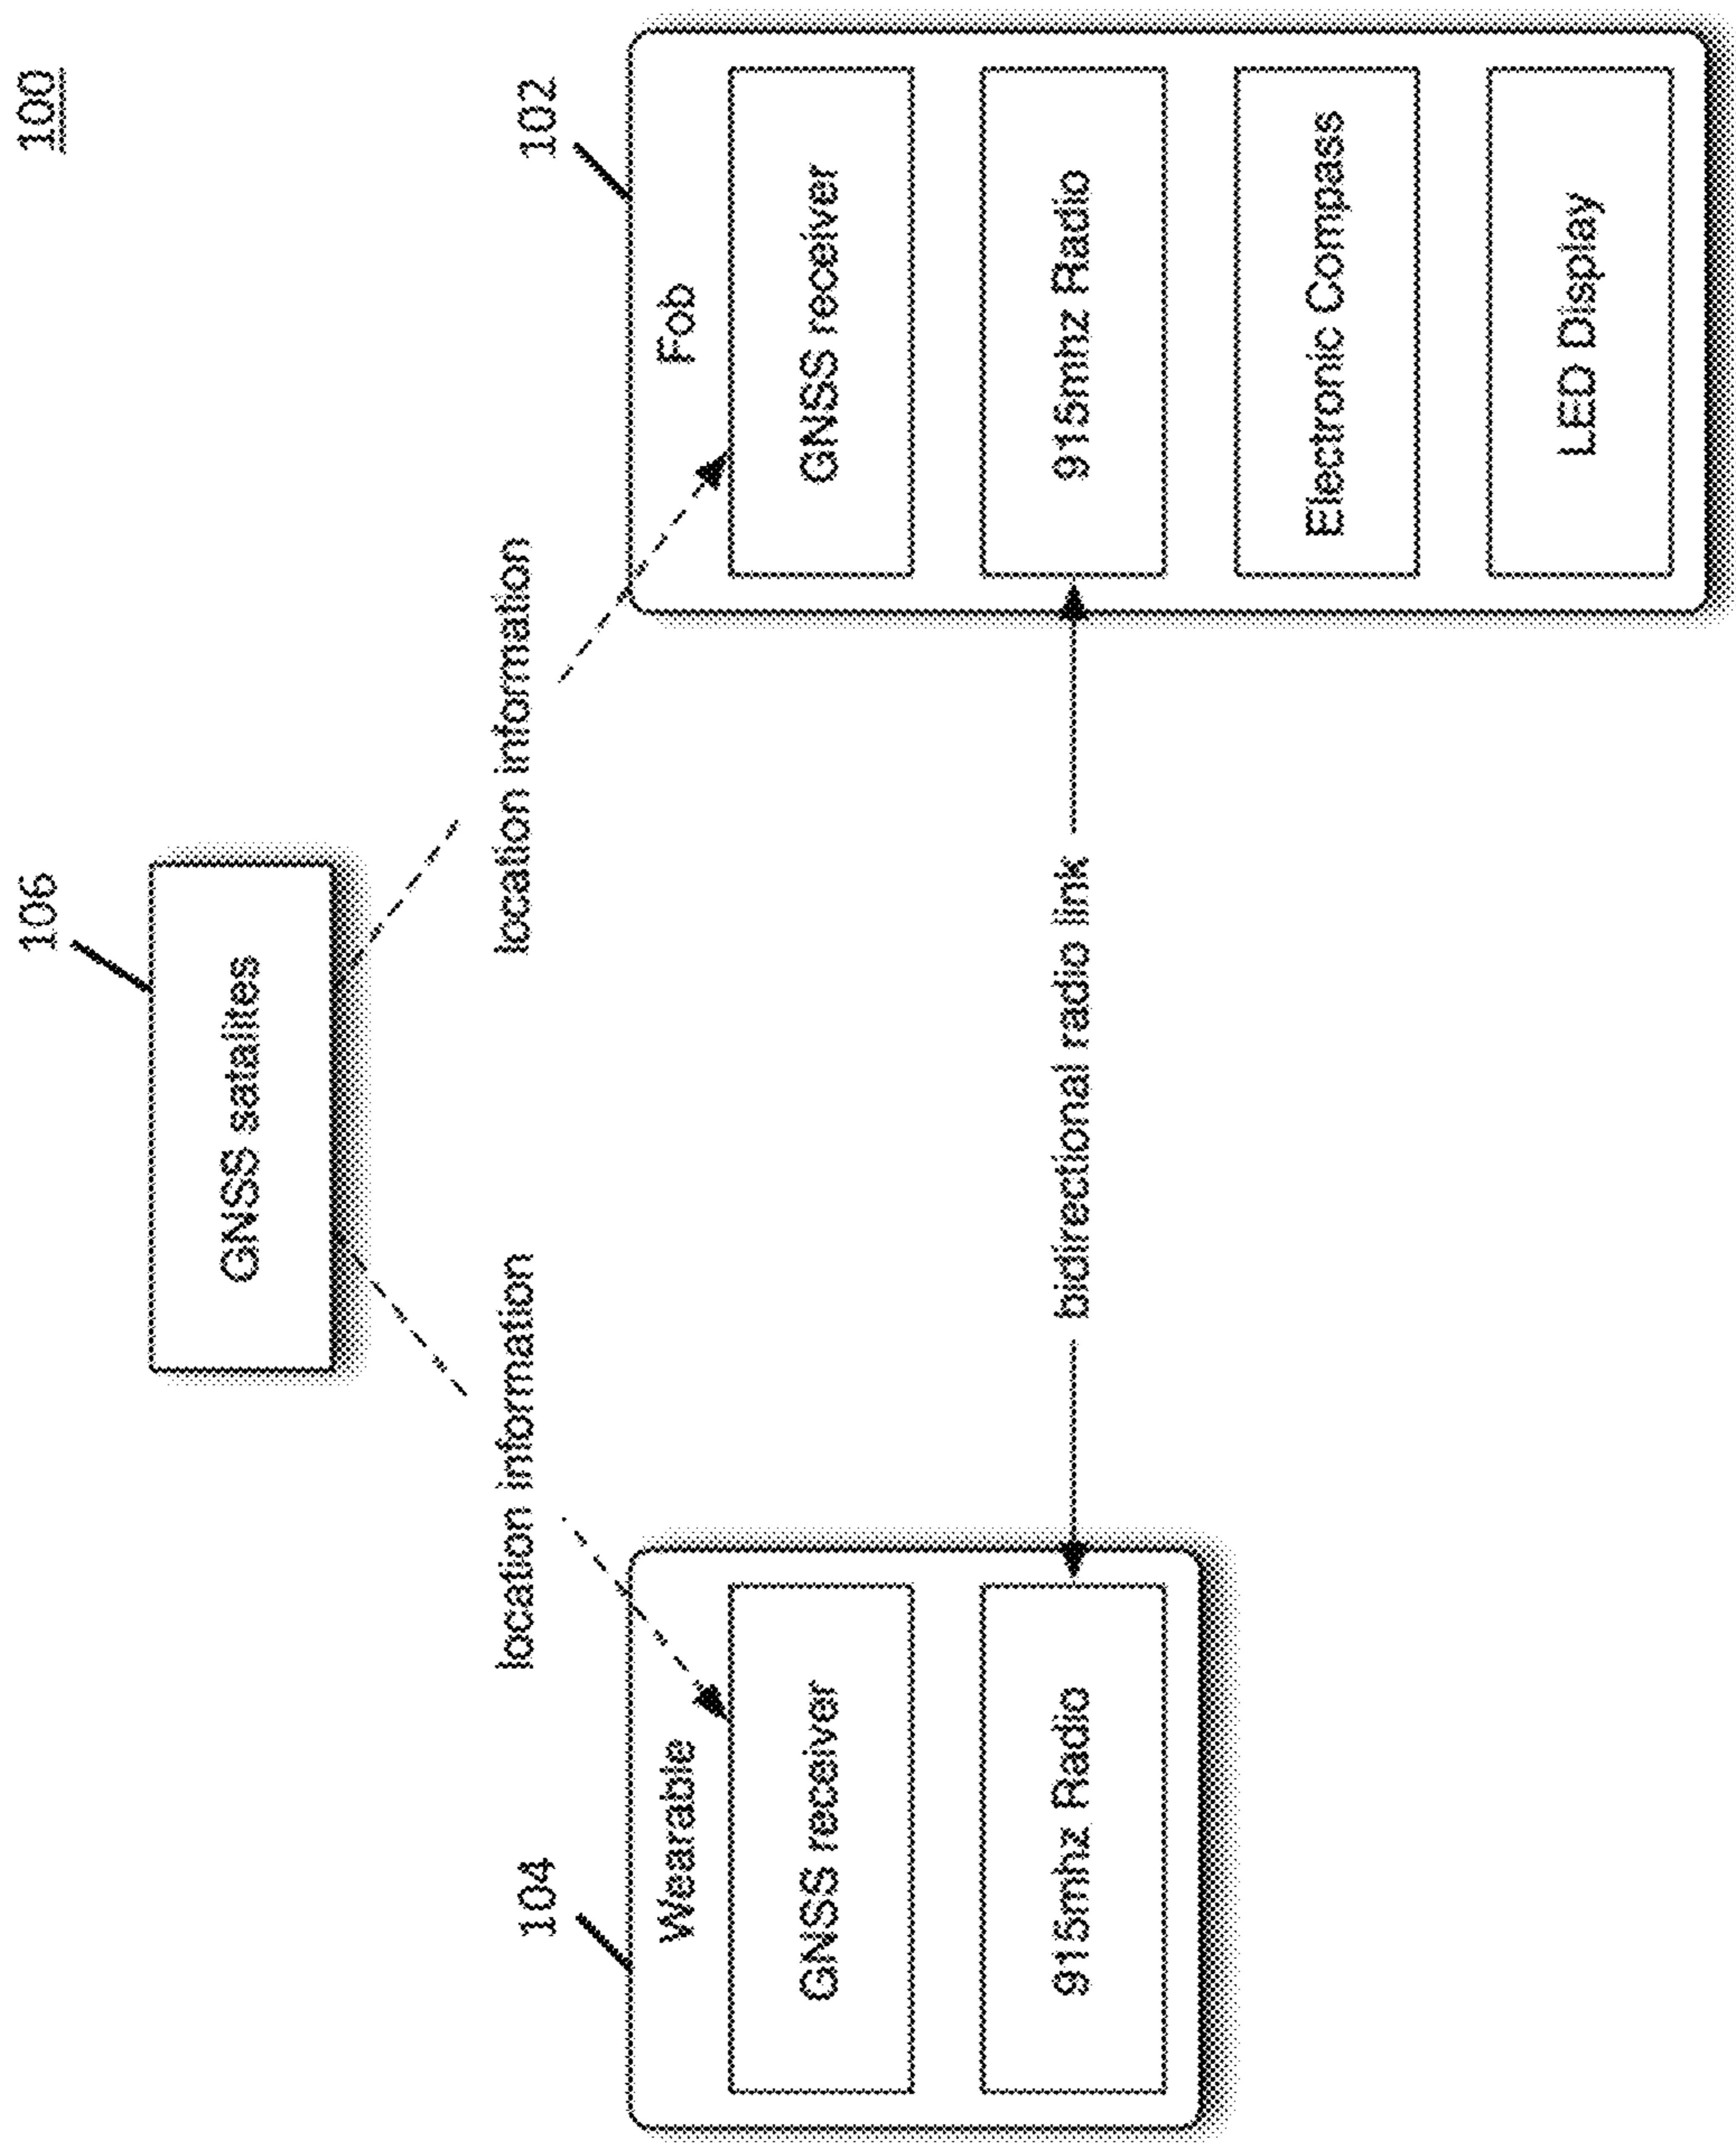 100
106
GNSS satalites
location information
location information
104
Wearable
GNSS receiver
915mhz Radio
bidirectional radio link
102
Fob
GNSS receiver
915mhz Radio
Electronic Compass
LED Display